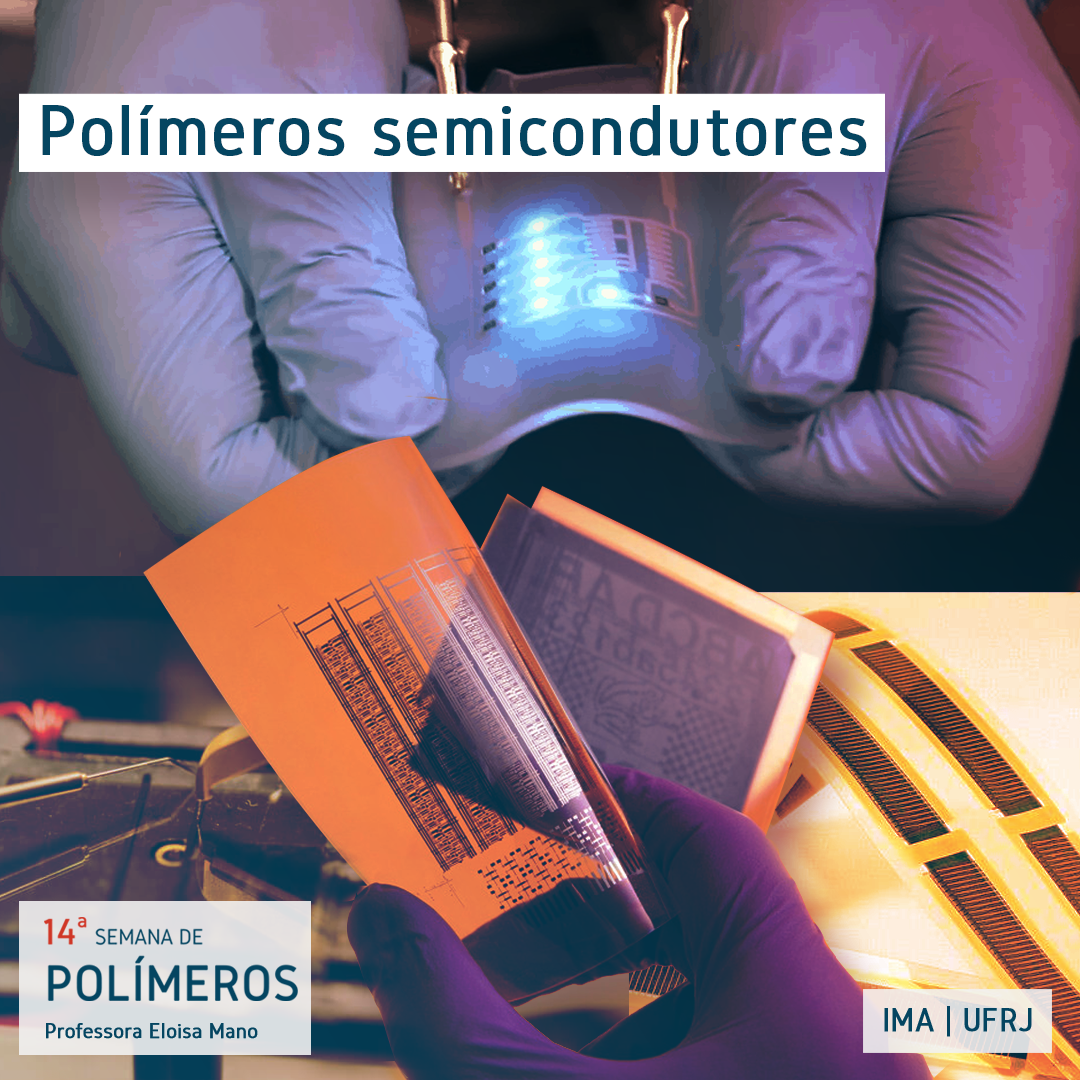 Polímeros semicondutores
14ª SEMANA DE
POLÍMEROS
Professora Eloisa Mano
IMA | UFRJ